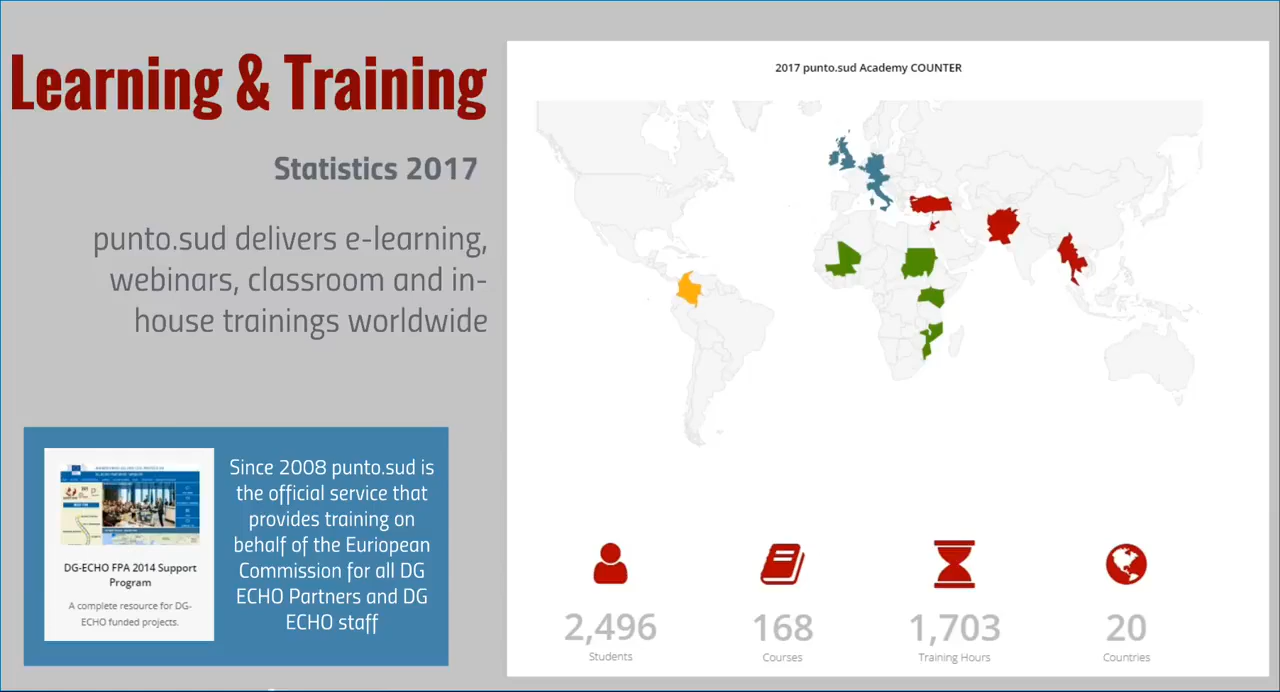 Learning & Training
Statistics 2017
punto.sud delivers e-learning,
webinars, classroom and in-
house trainings worldwide
DG-ECHO FPA 2014 Support
Program
A complete resource for DG-
ECHO funded projects.
Since 2008 punto.sud is
the official service that
provides training on
behalf of the Euriopean
Commission for all DG
ECHO Partners and DG
ECHO staff
2017 punto.sud Academy COUNTER
2,496
Students
168
Courses
1,703
Training Hours
20
Countries